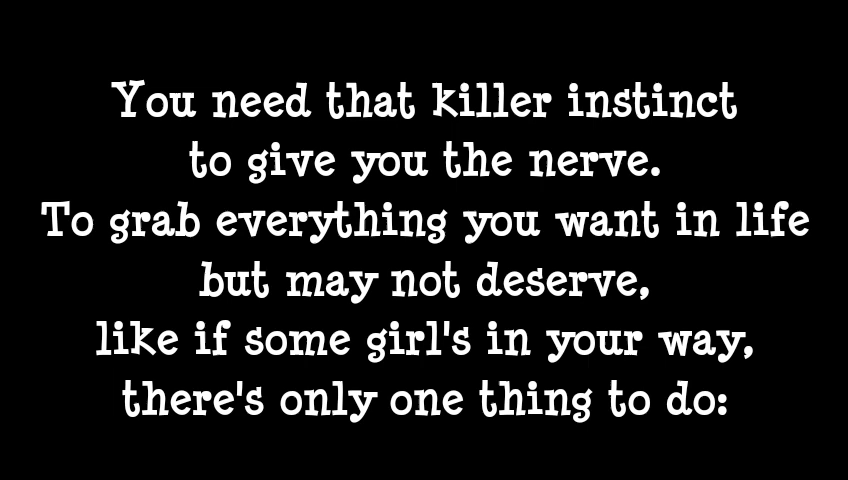 You need that killer instinct
to give you the nerve.
To grab everything you want in life
but may not deserve,
like if some girl's in your way,
there's only one thing to do: